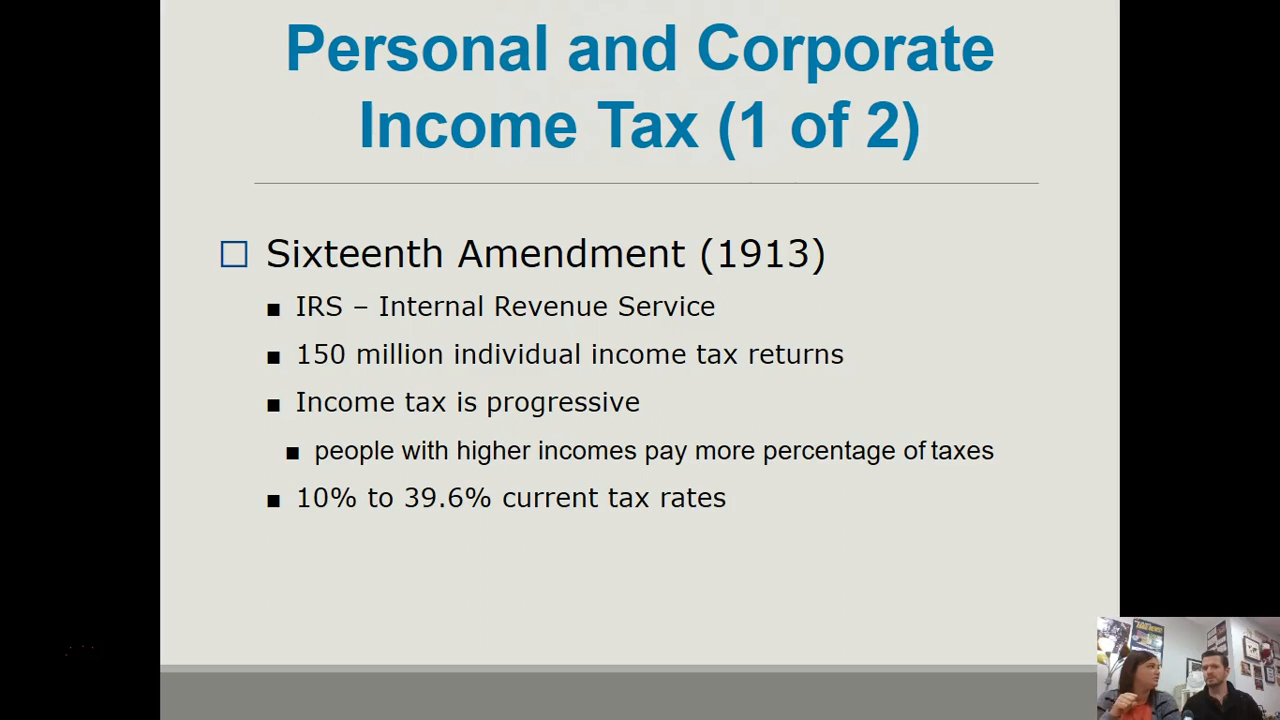 Personal and Corporate
Income Tax (1 of 2)
Sixteenth Amendment (1913)
IRS – Internal Revenue Service
150 million individual income tax returns
Income tax is progressive
people with higher incomes pay more percentage of taxes
10% to 39.6% current tax rates